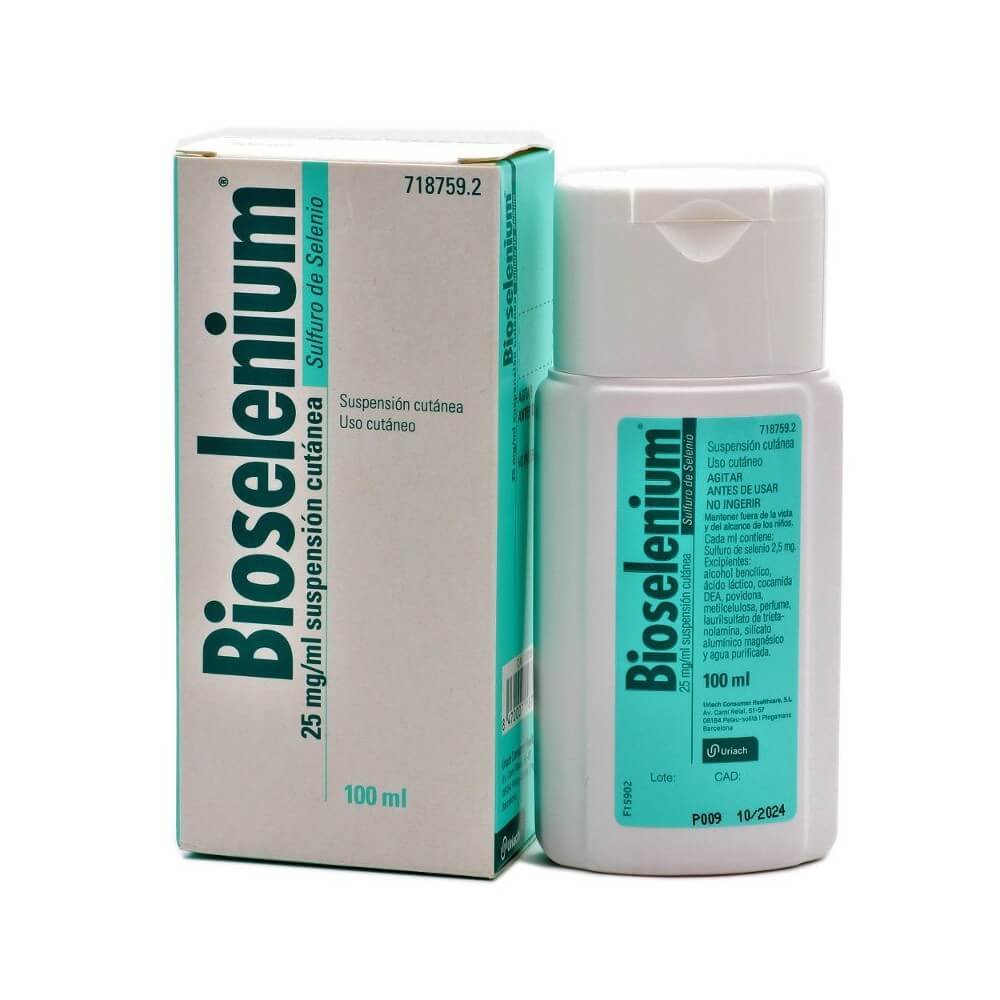 718759.2
Bioselenium®
Sulfuro de Selenio
25 mg/ml suspensión cutánea
Suspensión cutánea
Uso cutáneo
100 ml
Bioselenium
Uriach
718759.2
Bioselenium®
Sulfuro de Selenio
25 mg/ml suspensión cutánea
Suspensión cutánea
Uso cutáneo
AGITAR
ANTES DE USAR
NO INGERIR
Mantener fuera de la vista
y del alcance de los niños.
Cada ml contiene:
Sulfuro de selenio 2,5 mg.
Excipientes:
alcohol bencílico,
ácido láctico, cocamida
DEA, povidona,
metilcelulosa, perfume,
laurilsulfato de trieta-
nolamina, silicato
alumínico magnésico
y agua purificada.
100 ml
Uriach Consumer Healthcare, S.L.
Av. Camí Reial, 51-57
08184 Palau-solità i Plegamans
Barcelona
Uriach
Lote: CAD:
P009 10/2024
F15902